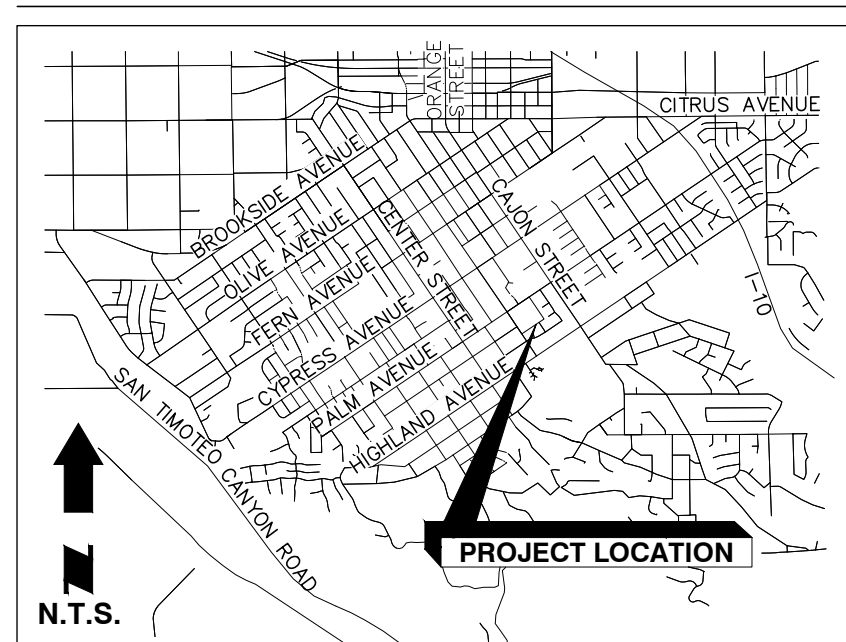 ORANGE
STREET
CITRUS AVENUE
BROOKSIDE AVENUE
OLIVE AVENUE
CENTER STREET
CAJON STREET
FERN AVENUE
I-10
CYPRESS AVENUE
PALM AVENUE
HIGHLAND AVENUE
SAN TIMOTEO CANYON ROAD
PROJECT LOCATION
N
N.T.S.